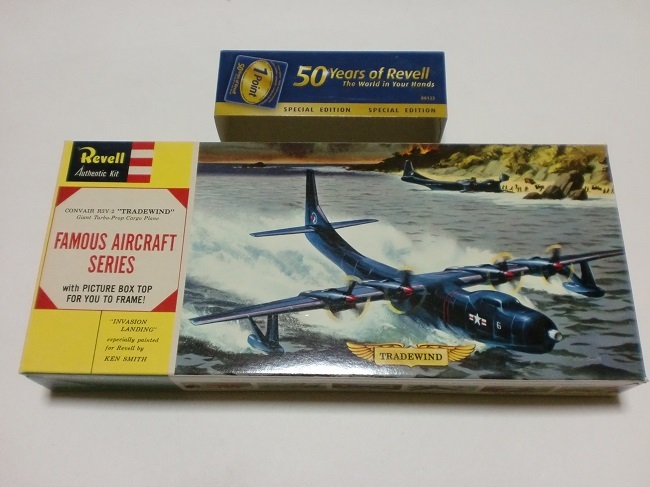 50 Years of Revell
The World in Your Hands
1 Point
SPECIAL EDITION SPECIAL EDITION
Revell
Authentic Kit
CONVAIR R3Y-2 "TRADEWIND"
Giant Turbo-Prop Cargo Plane
FAMOUS AIRCRAFT
SERIES
with PICTURE BOX TOP
FOR YOU TO FRAME!
"INVASION
LANDING"
especially painted
for Revell by
KEN SMITH
6
TRADEWIND